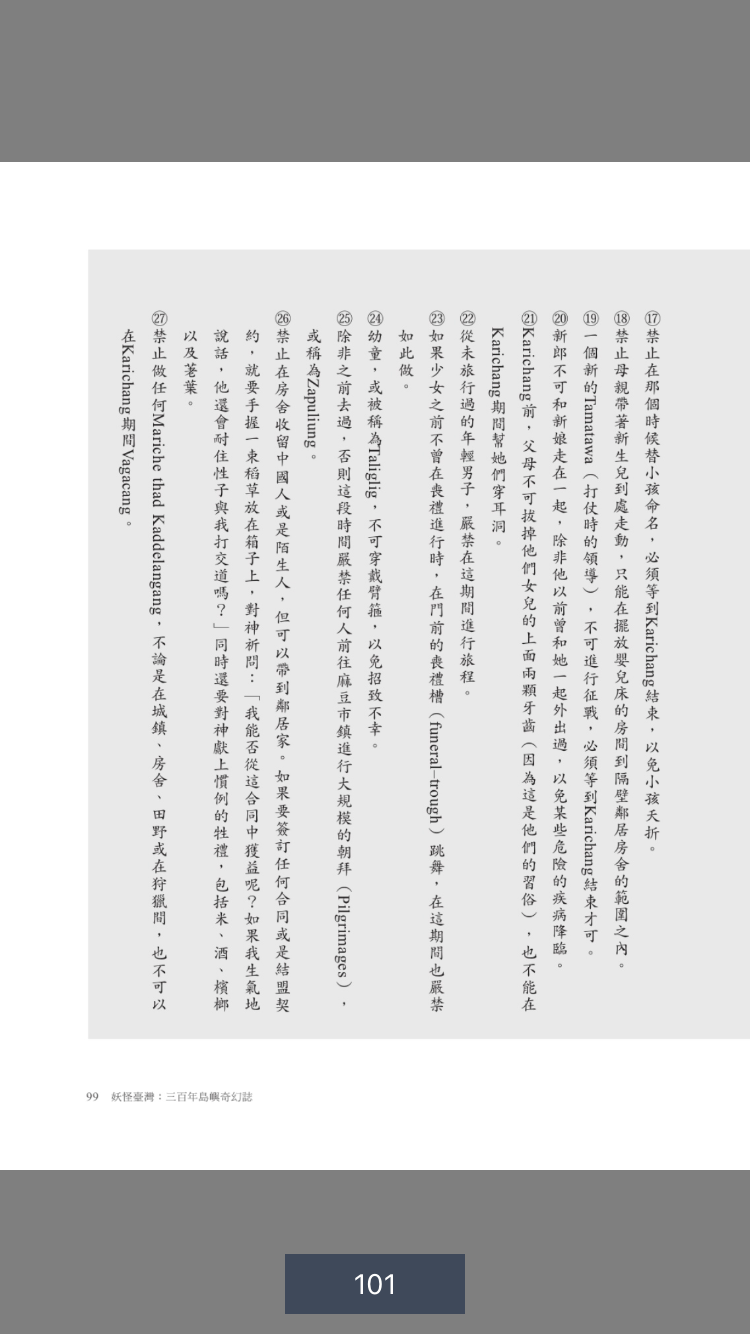 ⑰禁止在那個時候替小孩命名，必須等到Karichang結束，以免小孩夭折。
⑱禁止母親帶著新生兒到處走動，只能在擺放嬰兒床的房間到隔壁鄰居房舍的範圍之內。
⑲一個新的Tamatawa（打仗時的領導），不可進行征戰，必須等到Karichang結束才可。
⑳新郎不可和新娘走在一起，除非他以前曾和她一起外出過，以免某些危險的疾病降臨。
㉑Karichang前，父母不可拔掉他們女兒的上面兩顆牙齒（因為這是他們的習俗），也不能在
Karichang期間幫她們穿耳洞。
㉒從未旅行過的年輕男子，嚴禁在這期間進行旅程。
㉓如果少女之前不曾在喪禮進行時，在門前的喪禮槽（funeral–trough）跳舞，在這期間也嚴禁
如此做。
㉔幼童，或被稱為Taliglig，不可穿戴臂箍，以免招致不幸。
㉕除非之前去過，否則這段時間嚴禁任何人前往麻豆市鎮進行大規模的朝拜（Pilgrimages），
或稱為Zapuliung。
㉖禁止在房舍收留中國人或是陌生人，但可以帶到鄰居家。如果要簽訂任何合同或是結盟契
約，就要手握一束稻草放在箱子上，對神祈問：「我能否從這合同中獲益呢？如果我生氣地
說話，他還會耐住性子與我打交道嗎？」同時還要對神獻上慣例的牲禮，包括米、酒、檳榔
以及荖葉。
㉗禁止做任何Mariche thad Kaddelangang，不論是在城鎮、房舍、田野或在狩獵間，也不可以
在Karichang期間Vagacang。
99 妖怪臺灣：三百年島嶼奇幻誌
101